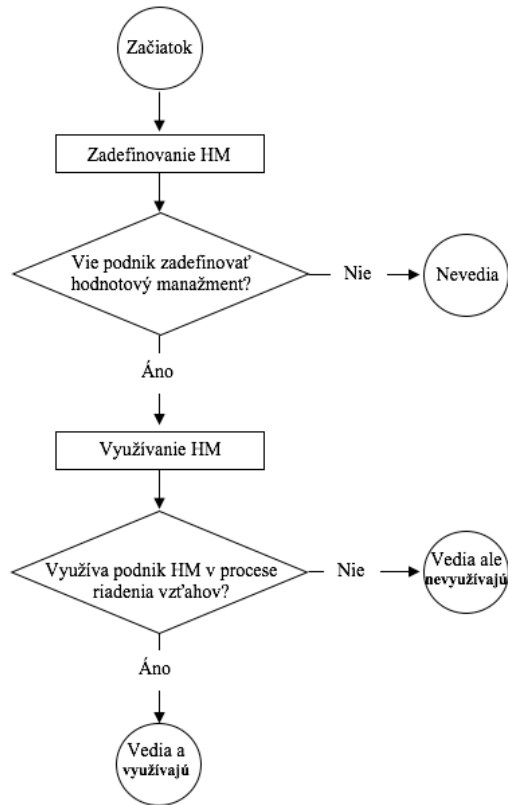 Začiatok
Zadefinovanie HM
Vie podnik zadefinovať
hodnotový manažment?
Nie
Nevedia
Áno
Využívanie HM
Využíva podnik HM v procese
riadenia vzťahov?
Nie
Vedia ale
nevyužívajú
Áno
Vedia a
využívajú